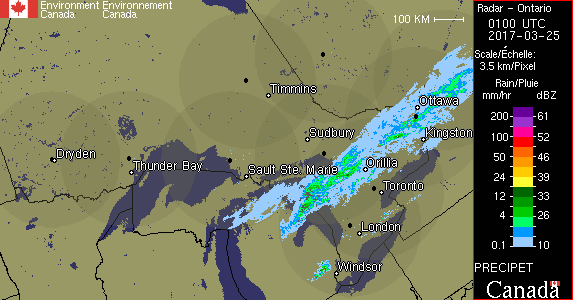 Environment Environnement
Canada Canada
100 KM
Timmins
Ottawa
Sudbury
Kingston
Dryden
Thunder Bay
Sault Ste. Marie
Orillia
Toronto
London
Windsor
Radar - Ontario
0100 UTC
2017-03-25
Scale/Échelle:
3.5 km/Pixel
Rain/Pluie
mm/hr dBZ
200 61
100 52
50 46
24 39
12 33
4 26
2 20
0.1 10
PRECIPET
Canada